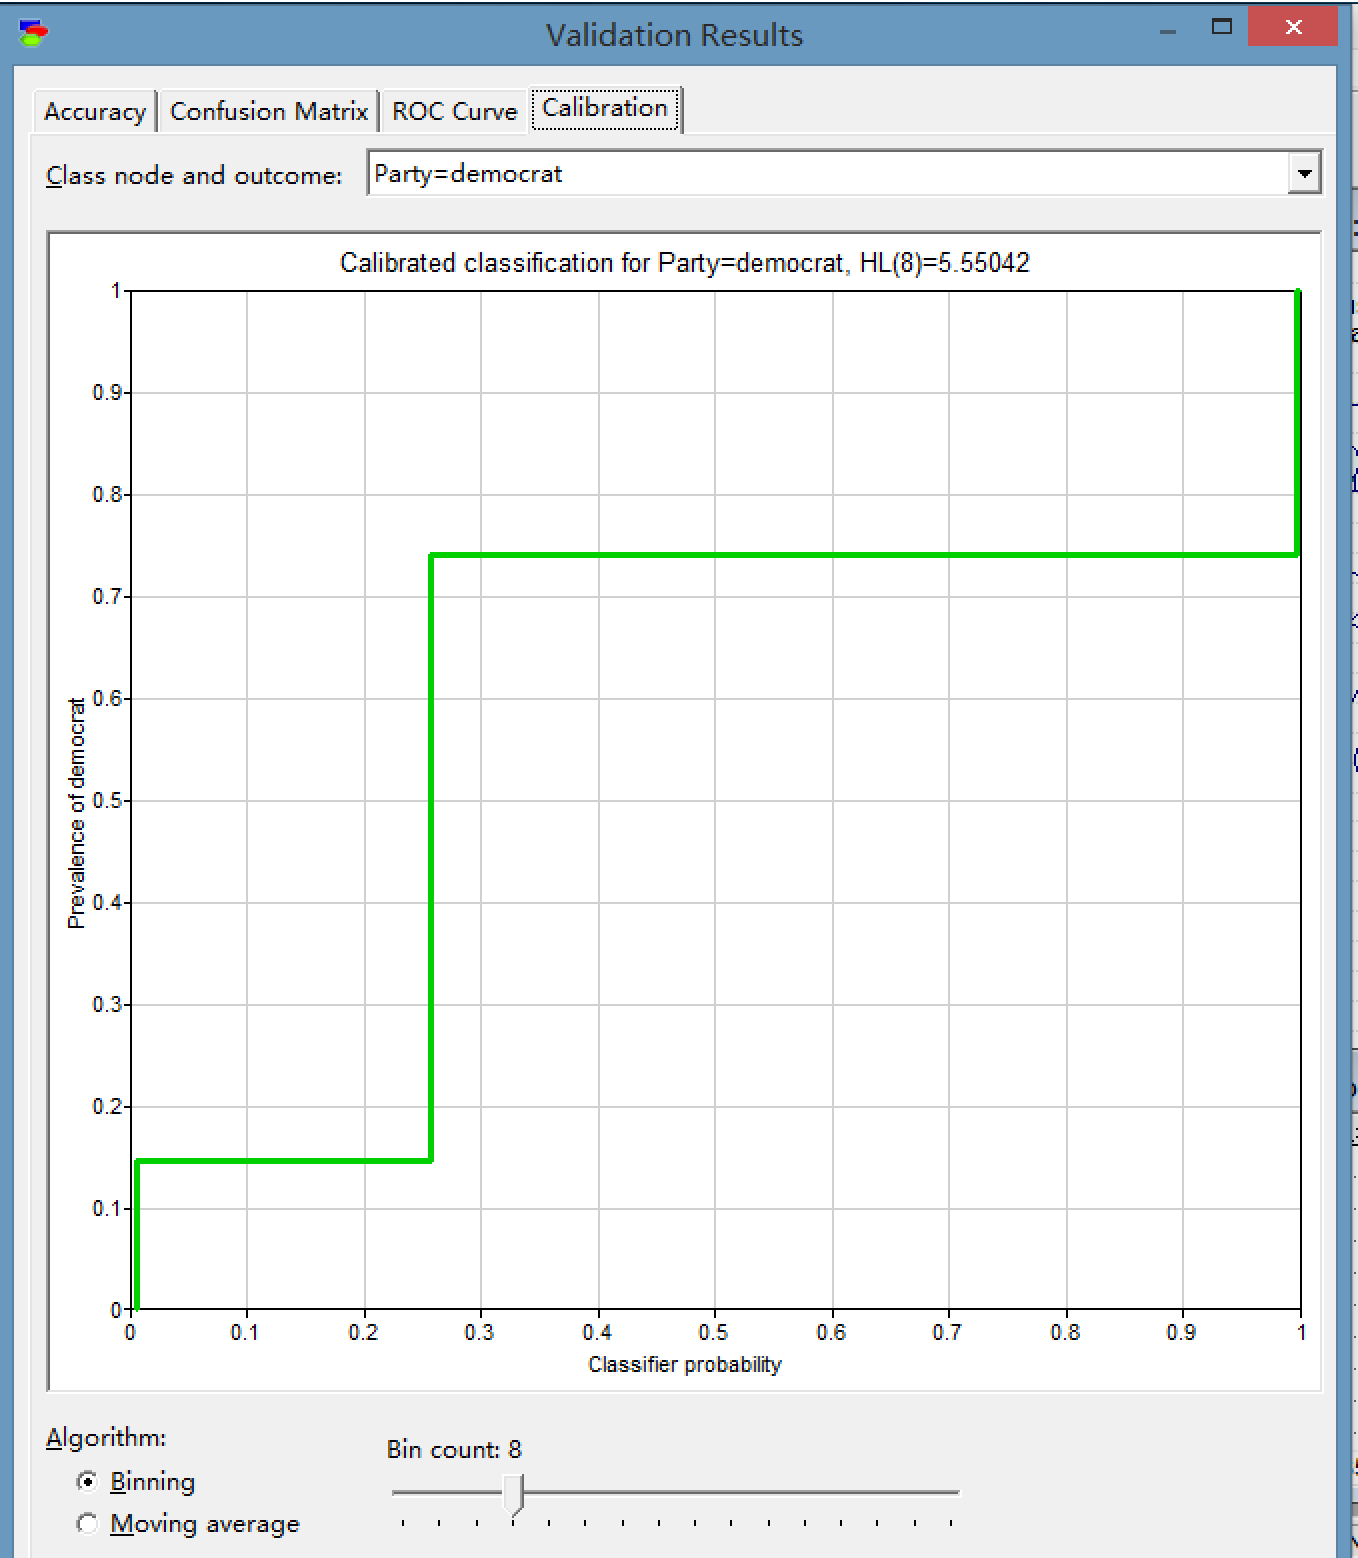 Validation Results
Accuracy Confusion Matrix ROC Curve Calibration
Class node and outcome: Party=democrat
Calibrated classification for Party=democrat, HL(8)=5.55042
1
0.9
0.8
0.7
0.6
0.5
0.4
0.3
0.2
0.1
0
Prevalence of democrat
0 0.1 0.2 0.3 0.4 0.5 0.6 0.7 0.8 0.9 1
Classifier probability
Algorithm:
Bin count: 8
Binning
Moving average